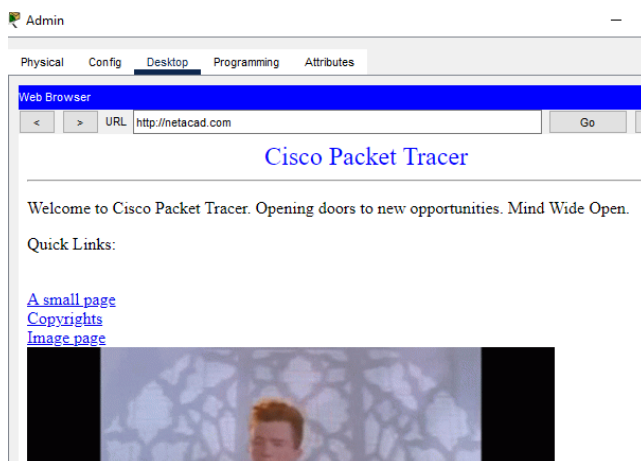 Admin
Physical Config Desktop Programming Attributes
Web Browser
< > URL http://netacad.com Go
Cisco Packet Tracer
Welcome to Cisco Packet Tracer. Opening doors to new opportunities. Mind Wide Open.
Quick Links:
A small page
Copyrights
Image page